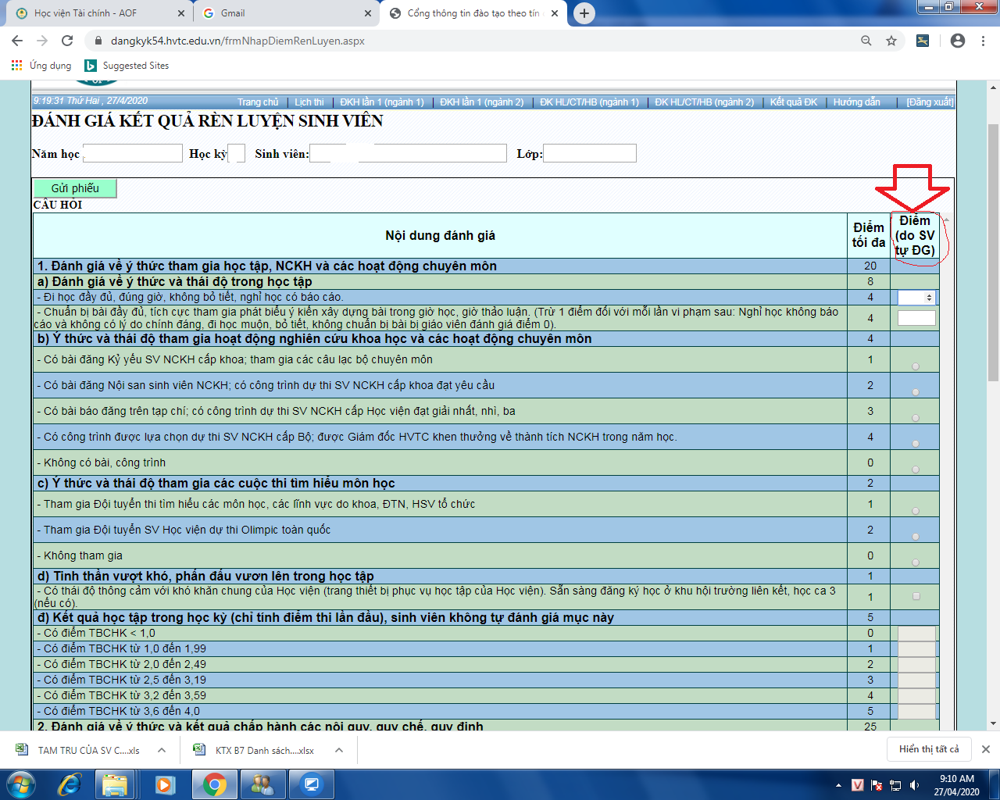 Học viện Tài chính - AOF
Gmail
Cổng thông tin đào tạo theo tín
dangkyk54.hvtc.edu.vn/frmNhapDiemRenLuyen.aspx
Ứng dụng
Suggested Sites
9:19:31 Thứ Hai , 27/4/2020
Trang chủ | Lịch thi | ĐKH lần 1 (ngành 1) | ĐKH lần 1 (ngành 2) | ĐK HL/CT/HB (ngành 1) | ĐK HL/CT/HB (ngành 2) | Kết quả ĐK | Hướng dẫn | [Đăng xuất]
ĐÁNH GIÁ KẾT QUẢ RÈN LUYỆN SINH VIÊN
Năm học Học kỳ Sinh viên: Lớp:
Gửi phiếu
CÂU HỎI
Nội dung đánh giá
Điểm
tối đa
Điểm
(do SV
tự ĐG)
1. Đánh giá về ý thức tham gia học tập, NCKH và các hoạt động chuyên môn 20
a) Đánh giá về ý thức và thái độ trong học tập 8
- Đi học đầy đủ, đúng giờ, không bỏ tiết, nghỉ học có báo cáo. 4
- Chuẩn bị bài đầy đủ, tích cực tham gia phát biểu ý kiến xây dựng bài trong giờ học, giờ thảo luận. (Trừ 1 điểm đối với mỗi lần vi phạm sau: Nghỉ học không báo
cáo và không có lý do chính đáng, đi học muộn, bỏ tiết, không chuẩn bị bài bị giáo viên đánh giá điểm 0). 4
b) Ý thức và thái độ tham gia hoạt động nghiên cứu khoa học và các hoạt động chuyên môn 4
- Có bài đăng Kỷ yếu SV NCKH cấp khoa; tham gia các câu lạc bộ chuyên môn 1
- Có bài đăng Nội san sinh viên NCKH; có công trình dự thi SV NCKH cấp khoa đạt yêu cầu 2
- Có bài báo đăng trên tạp chí; có công trình dự thi SV NCKH cấp Học viện đạt giải nhất, nhì, ba 3
- Có công trình được lựa chọn dự thi SV NCKH cấp Bộ; được Giám đốc HVTC khen thưởng về thành tích NCKH trong năm học. 4
- Không có bài, công trình 0
c) Ý thức và thái độ tham gia các cuộc thi tìm hiểu môn học 2
- Tham gia Đội tuyển thi tìm hiểu các môn học, các lĩnh vực do khoa, ĐTN, HSV tổ chức 1
- Tham gia Đội tuyển SV Học viện dự thi Olimpic toàn quốc 2
- Không tham gia 0
d) Tinh thần vượt khó, phấn đấu vươn lên trong học tập 1
- Có thái độ thông cảm với khó khăn chung của Học viện (trang thiết bị phục vụ học tập của Học viện). Sẵn sàng đăng ký học ở khu hội trường liên kết, học ca 3
(nếu có). 1
đ) Kết quả học tập trong học kỳ (chỉ tính điểm thi lần đầu), sinh viên không tự đánh giá mục này 5
- Có điểm TBCHK < 1,0 0
- Có điểm TBCHK từ 1,0 đến 1,99 1
- Có điểm TBCHK từ 2,0 đến 2,49 2
- Có điểm TBCHK từ 2,5 đến 3,19 3
- Có điểm TBCHK từ 3,2 đến 3,59 4
- Có điểm TBCHK từ 3,6 đến 4,0 5
2. Đánh giá về ý thức và kết quả chấp hành các nội quy, quy chế, quy định 25
TAM TRU CỦA SV C....xls
KTX B7 Danh sách....xlsx
Hiển thị tất cả
9:10 AM
27/04/2020